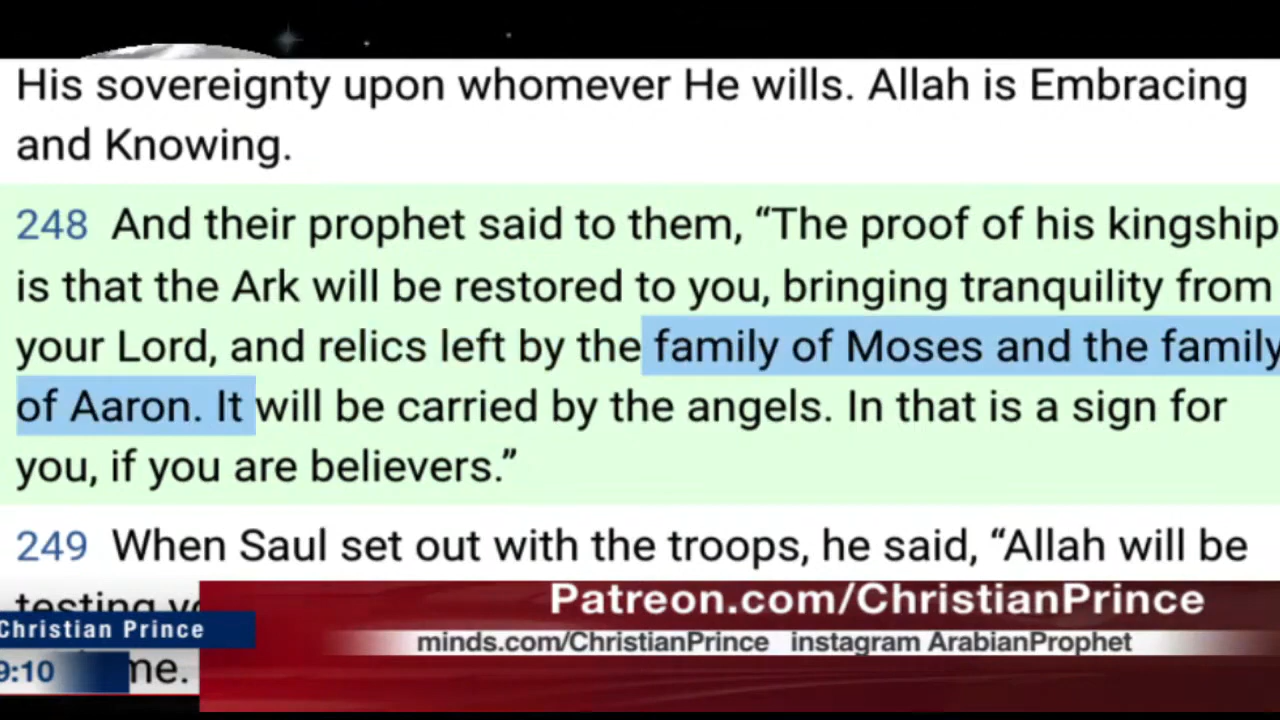 His sovereignty upon whomever He wills. Allah is Embracing
and Knowing.
248 And their prophet said to them, “The proof of his kingship
is that the Ark will be restored to you, bringing tranquility from
your Lord, and relics left by the family of Moses and the family
of Aaron. It will be carried by the angels. In that is a sign for
you, if you are believers.”
249 When Saul set out with the troops, he said, “Allah will be
testing
me.
Patreon.com/ChristianPrince
Christian Prince
minds.com/ChristianPrince instagram ArabianProphet
9:10